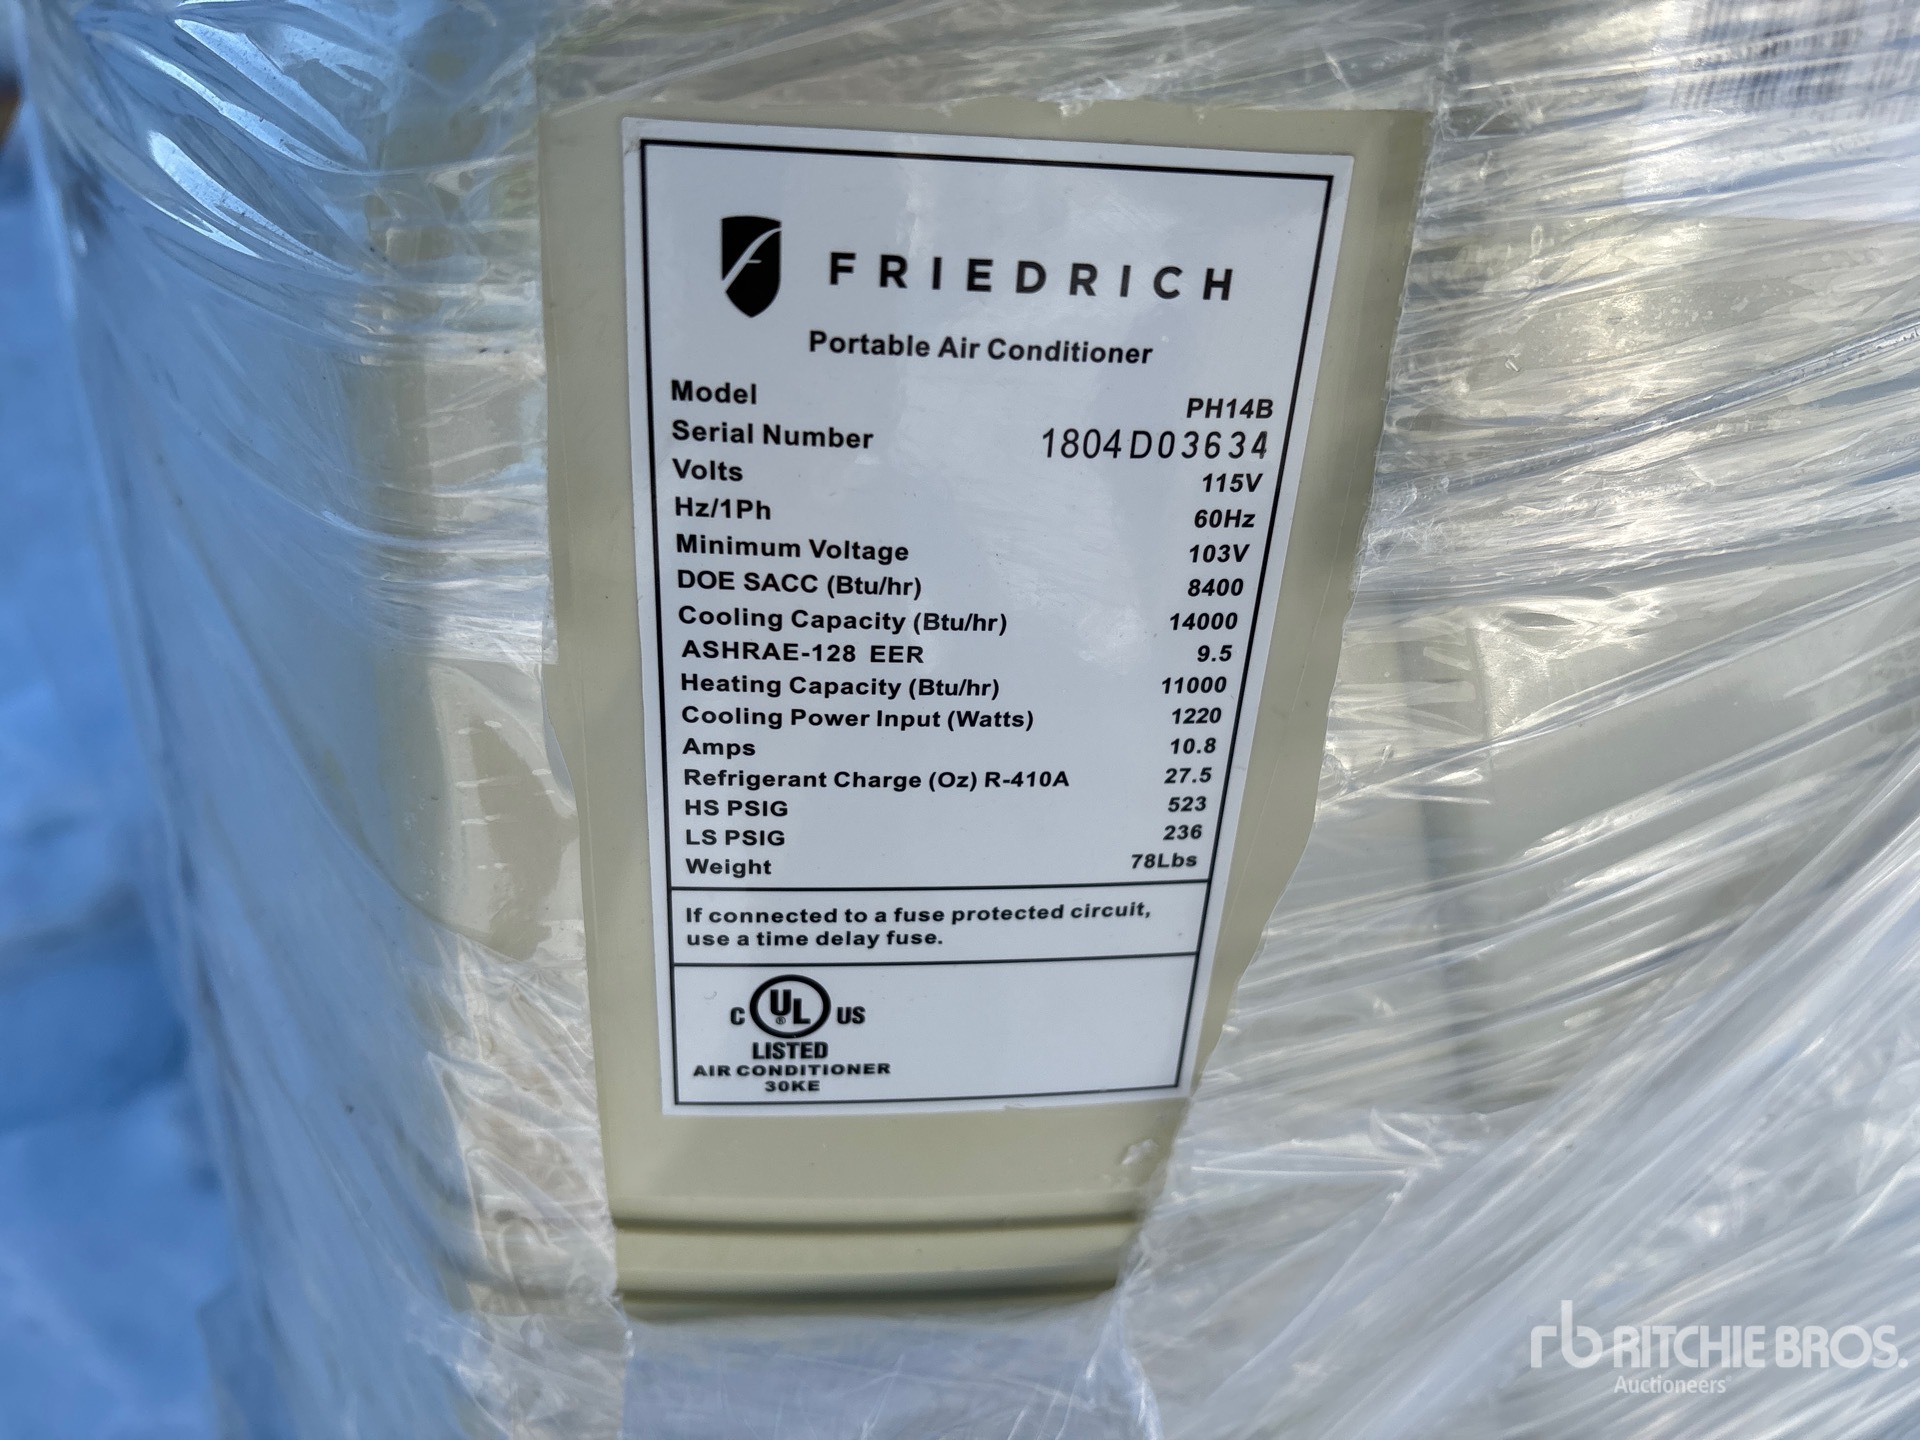 FRIEDRICH
Portable Air Conditioner
Model PH14B
Serial Number 1804D03634
Volts 115V
Hz/1Ph 60Hz
Minimum Voltage 103V
DOE SACC (Btu/hr) 8400
Cooling Capacity (Btu/hr) 14000
ASHRAE-128 EER 9.5
Heating Capacity (Btu/hr) 11000
Cooling Power Input (Watts) 1220
Amps 10.8
Refrigerant Charge (Oz) R-410A 27.5
HS PSIG 523
LS PSIG 236
Weight 78Lbs
If connected to a fuse protected circuit,
use a time delay fuse.
C UL ® US
LISTED
AIR CONDITIONER
30KE
rb RITCHIE BROS.
Auctioneers